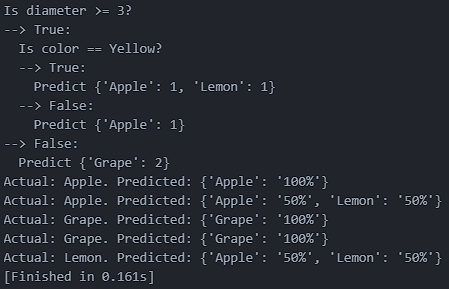 Is diameter >= 3?
--> True:
  Is color == Yellow?
  --> True:
    Predict {'Apple': 1, 'Lemon': 1}
  --> False:
    Predict {'Apple': 1}
--> False:
  Predict {'Grape': 2}
Actual: Apple. Predicted: {'Apple': '100%'}
Actual: Apple. Predicted: {'Apple': '50%', 'Lemon': '50%'}
Actual: Grape. Predicted: {'Grape': '100%'}
Actual: Grape. Predicted: {'Grape': '100%'}
Actual: Lemon. Predicted: {'Apple': '50%', 'Lemon': '50%'}
[Finished in 0.161s]